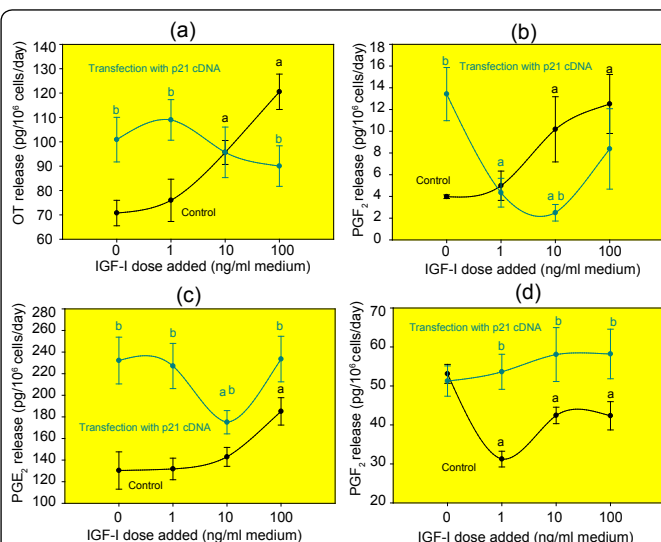 (a)
OT release (pg/10⁶ cells/day)
140
130
120
110
100
90
80
70
60
Transfection with p21 cDNA
b
b
a
a
b
Control
0 1 10 100
IGF-I dose added (ng/ml medium)
(b)
PGF₂ release (pg/10⁶ cells/day)
18
16
14
12
10
8
6
4
2
0
b
Transfection with p21 cDNA
a
a
Control
a
a b
0 1 10 100
IGF-I dose added (ng/ml medium)
(c)
PGE₂ release (pg/10⁶ cells/day)
280
260
240
220
200
180
160
140
120
100
b
b
b
a b
a
Transfection with p21 cDNA
Control
0 1 10 100
IGF-I dose added (ng/ml medium)
(d)
PGF₂ release (pg/10⁶ cells/day)
70
60
50
40
30
20
Transfection with p21 cDNA
b
b
b
a
a
a
Control
0 1 10 100
IGF-I dose added (ng/ml medium)